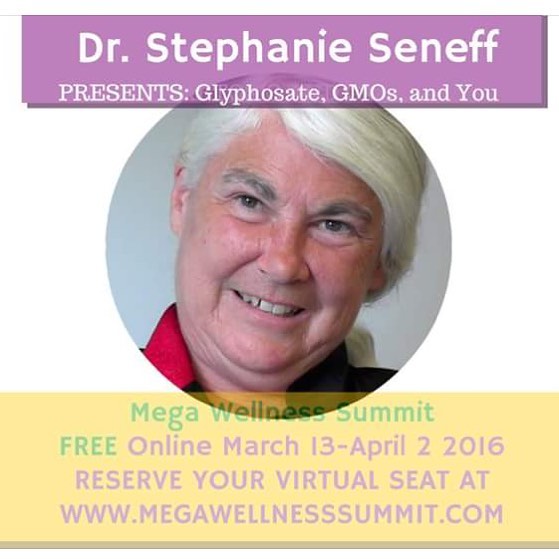 Dr. Stephanie Seneff
PRESENTS: Glyphosate, GMOs, and You
Mega Wellness Summit
FREE Online March 13-April 2 2016
RESERVE YOUR VIRTUAL SEAT AT
WWW.MEGAWELLNESSSUMMIT.COM